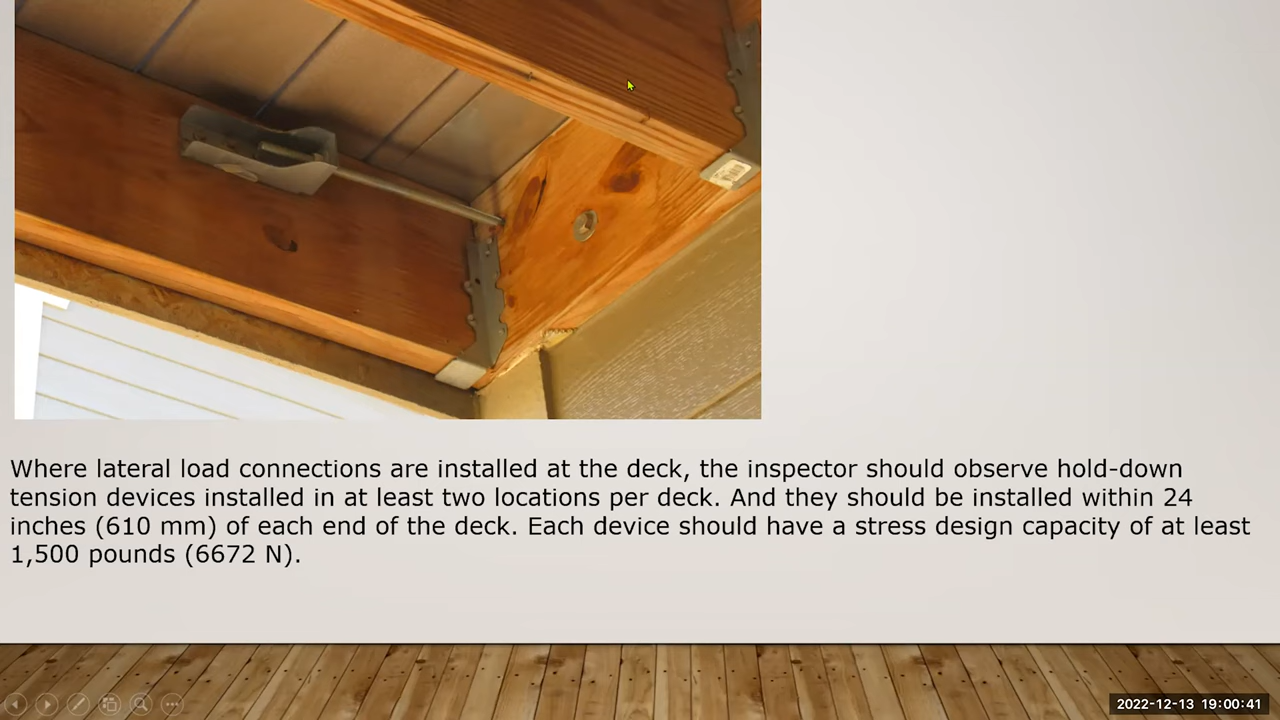 Where lateral load connections are installed at the deck, the inspector should observe hold-down
tension devices installed in at least two locations per deck. And they should be installed within 24
inches (610 mm) of each end of the deck. Each device should have a stress design capacity of at least
1,500 pounds (6672 N).
2022-12-13 19:00:41